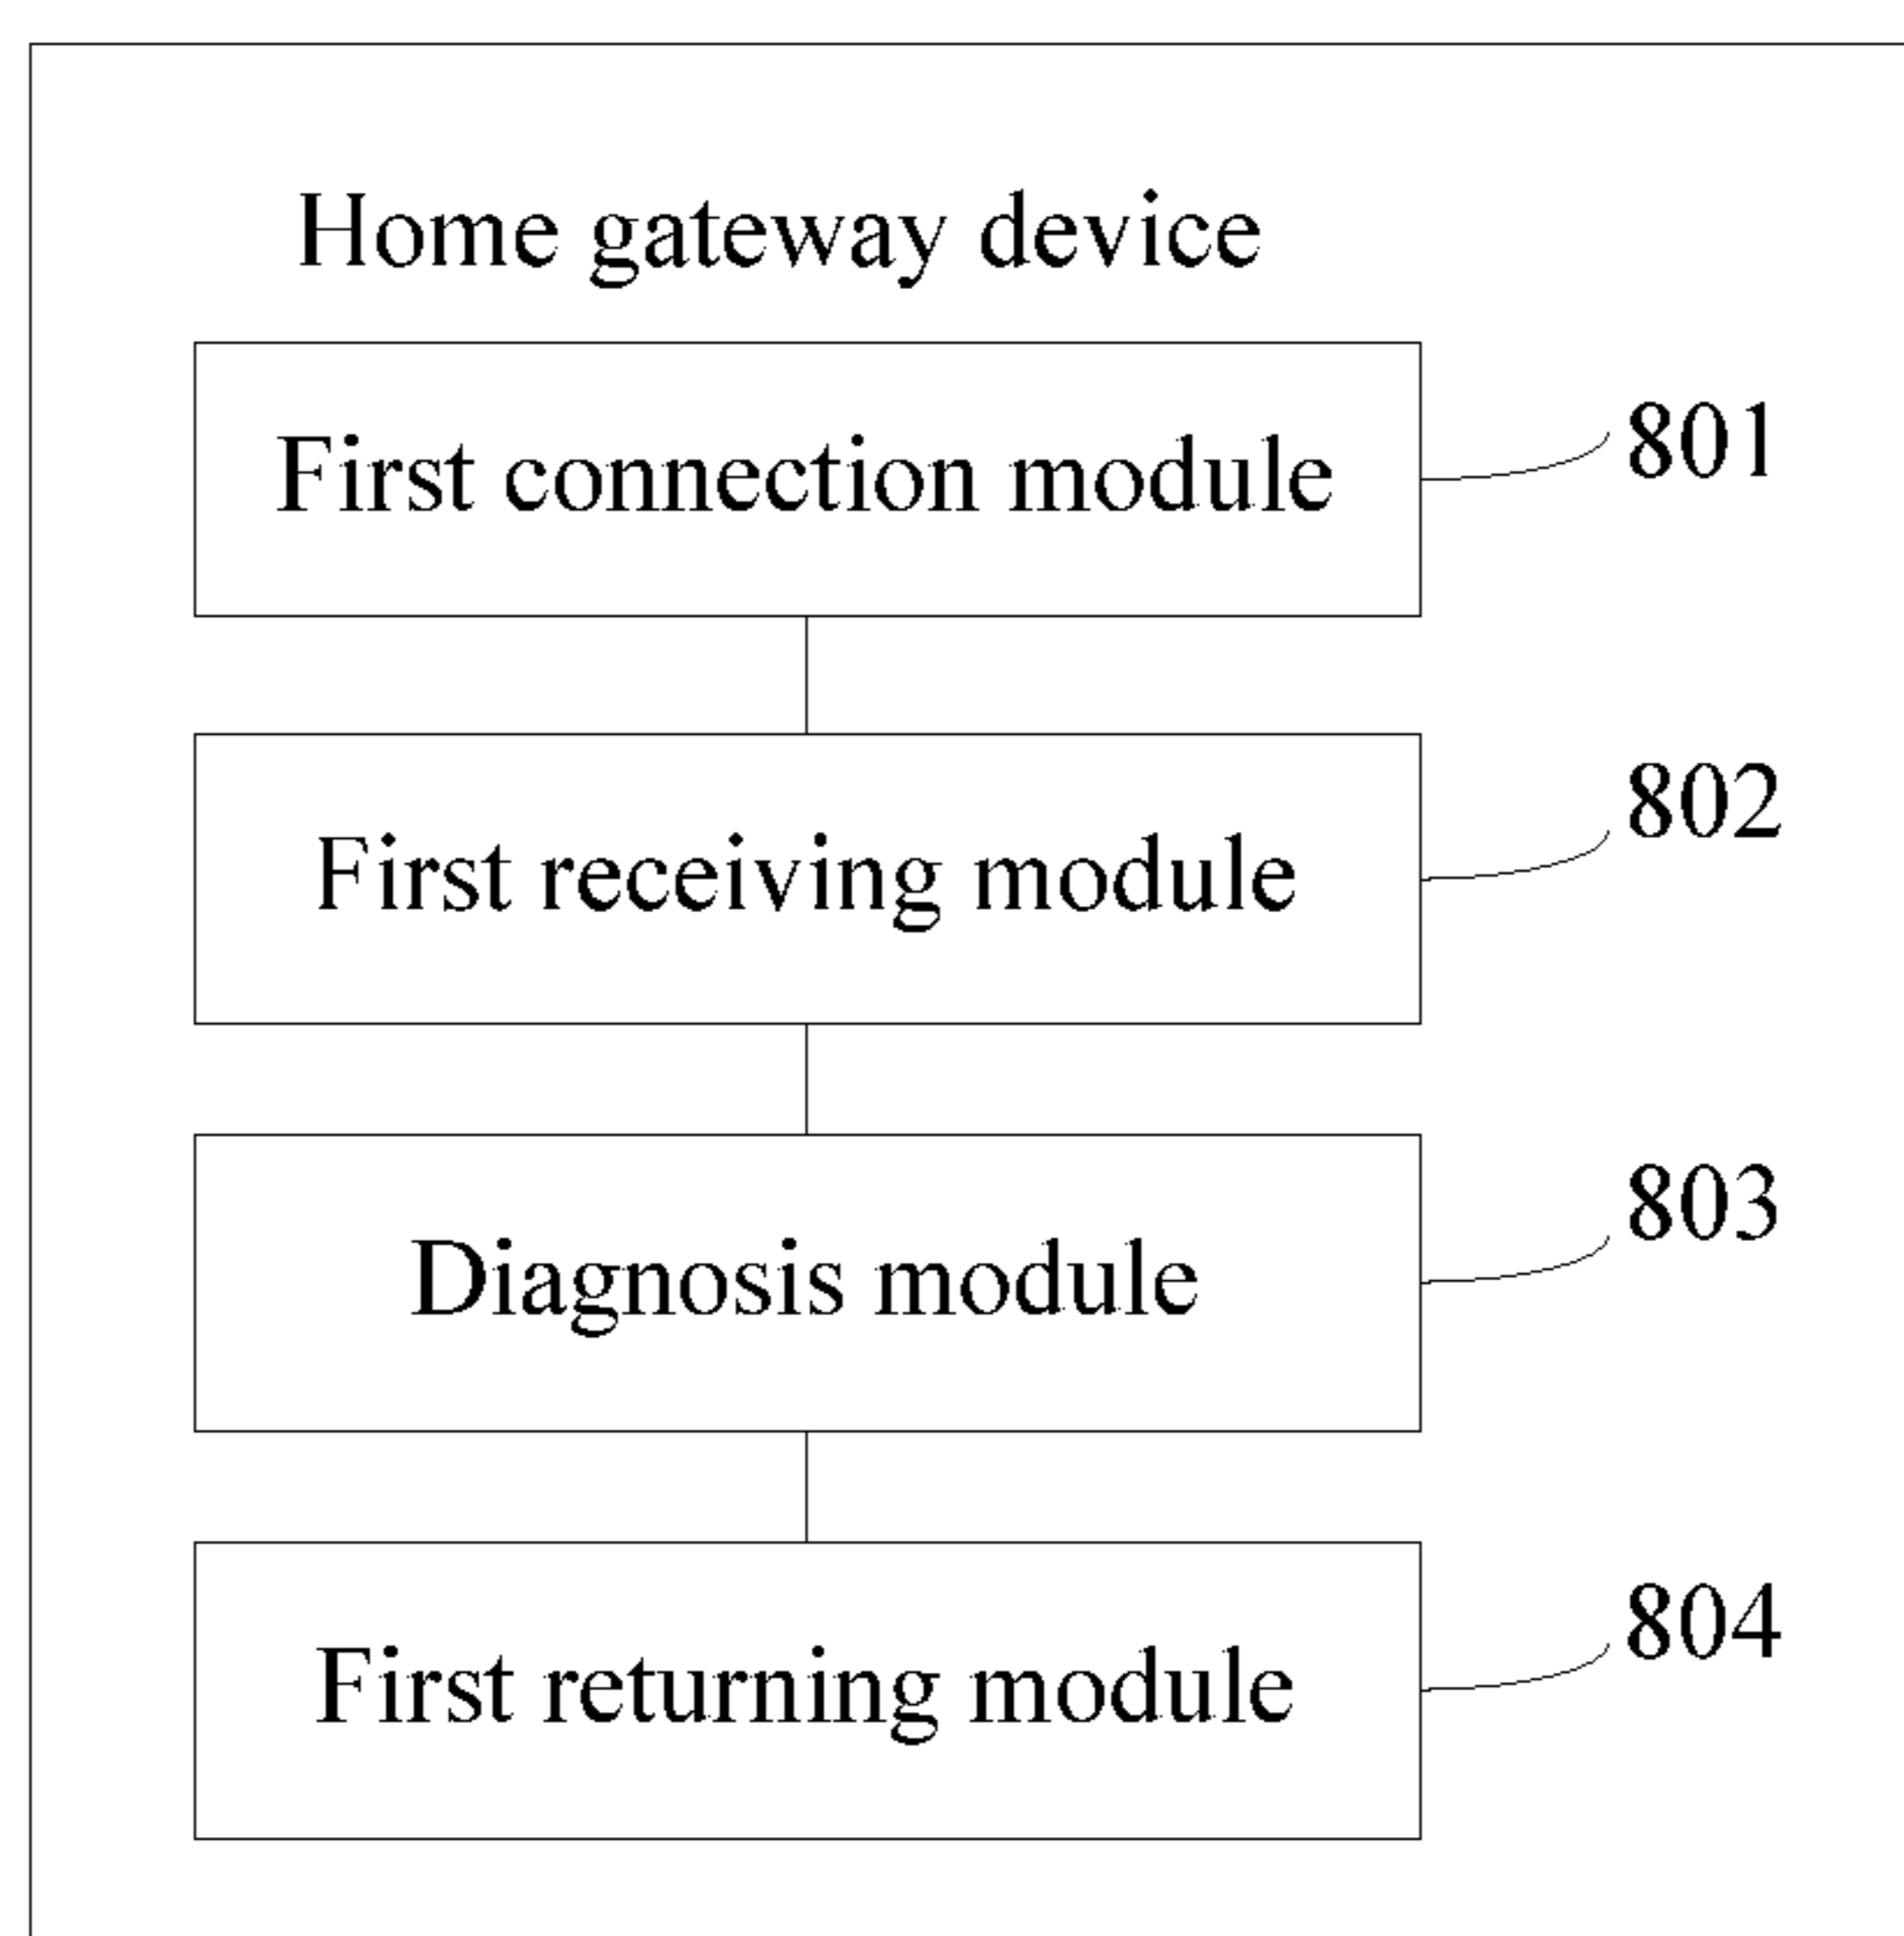 Home gateway device
First connection module
801
First receiving module
802
Diagnosis module
803
First returning module
804